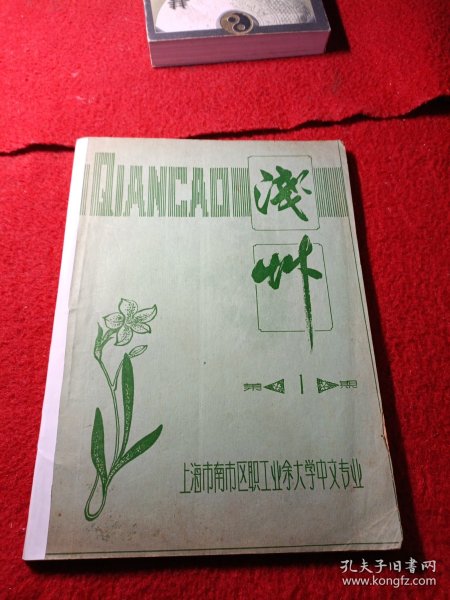 QIANCAO
浅
艸
第 1 期
上海市南市区职工业余大学中文专业
孔夫子旧书网
www.kongfz.com